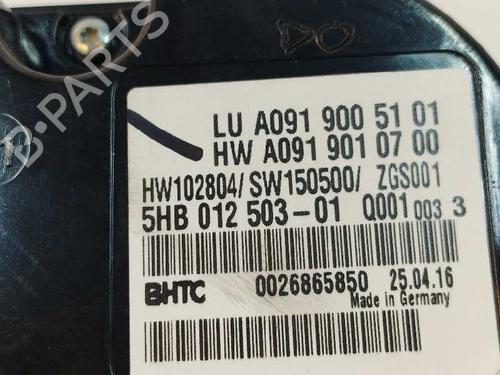 B-PARTS
LU A091 900 51 01
HW A091 901 07 00
HW102804/ SW150500/ ZGS001
5HB 012 503-01 Q001 003 3
BHTC 0026865850 25.04.16
Made in Germany